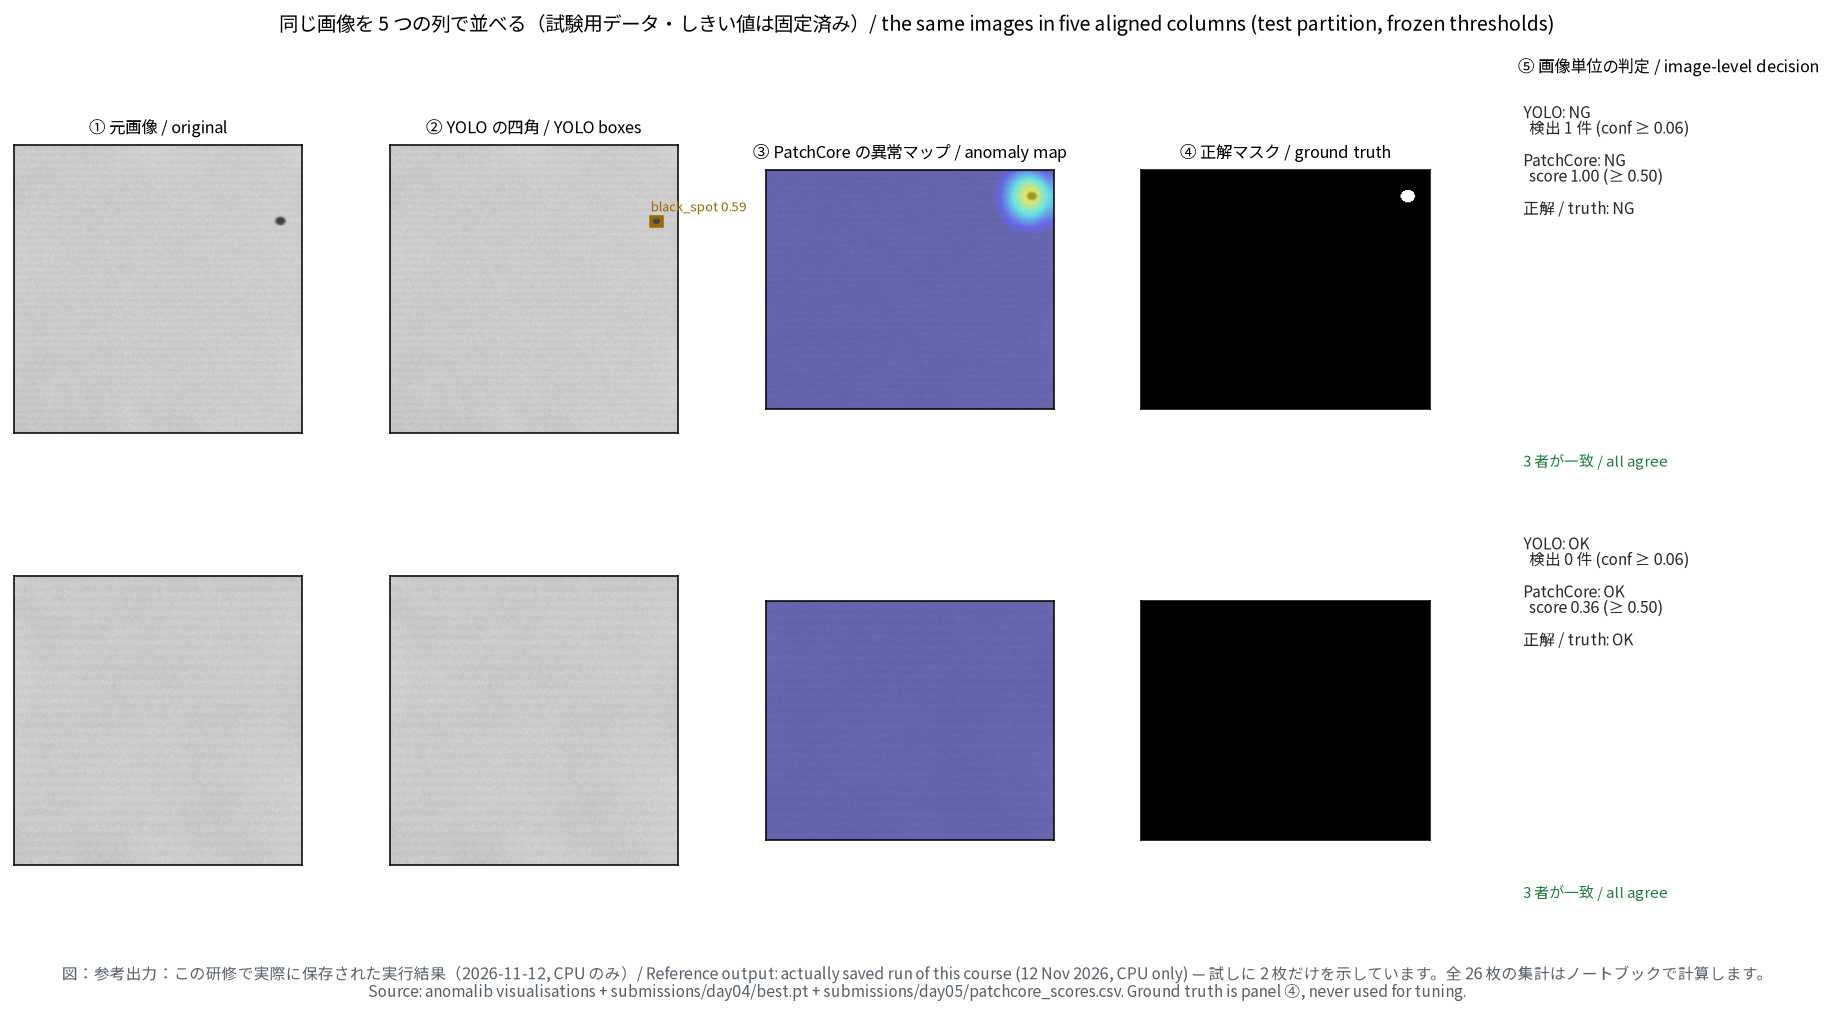 同じ画像を 5 つの列で並べる（試験用データ・しきい値は固定済み）/ the same images in five aligned columns (test partition, frozen thresholds)
① 元画像 / original
② YOLO の四角 / YOLO boxes
③ PatchCore の異常マップ / anomaly map
④ 正解マスク / ground truth
⑤ 画像単位の判定 / image-level decision
black_spot 0.59
YOLO: NG
検出 1 件 (conf ≥ 0.06)
PatchCore: NG
score 1.00 (≥ 0.50)
正解 / truth: NG
3 者が一致 / all agree
YOLO: OK
検出 0 件 (conf ≥ 0.06)
PatchCore: OK
score 0.36 (≥ 0.50)
正解 / truth: OK
3 者が一致 / all agree
図：参考出力：この研修で実際に保存された実行結果（2026-11-12, CPU のみ）/ Reference output: actually saved run of this course (12 Nov 2026, CPU only) — 試しに 2 枚だけを示しています。全 26 枚の集計はノートブックで計算します。
Source: anomalib visualisations + submissions/day04/best.pt + submissions/day05/patchcore_scores.csv. Ground truth is panel ④, never used for tuning.